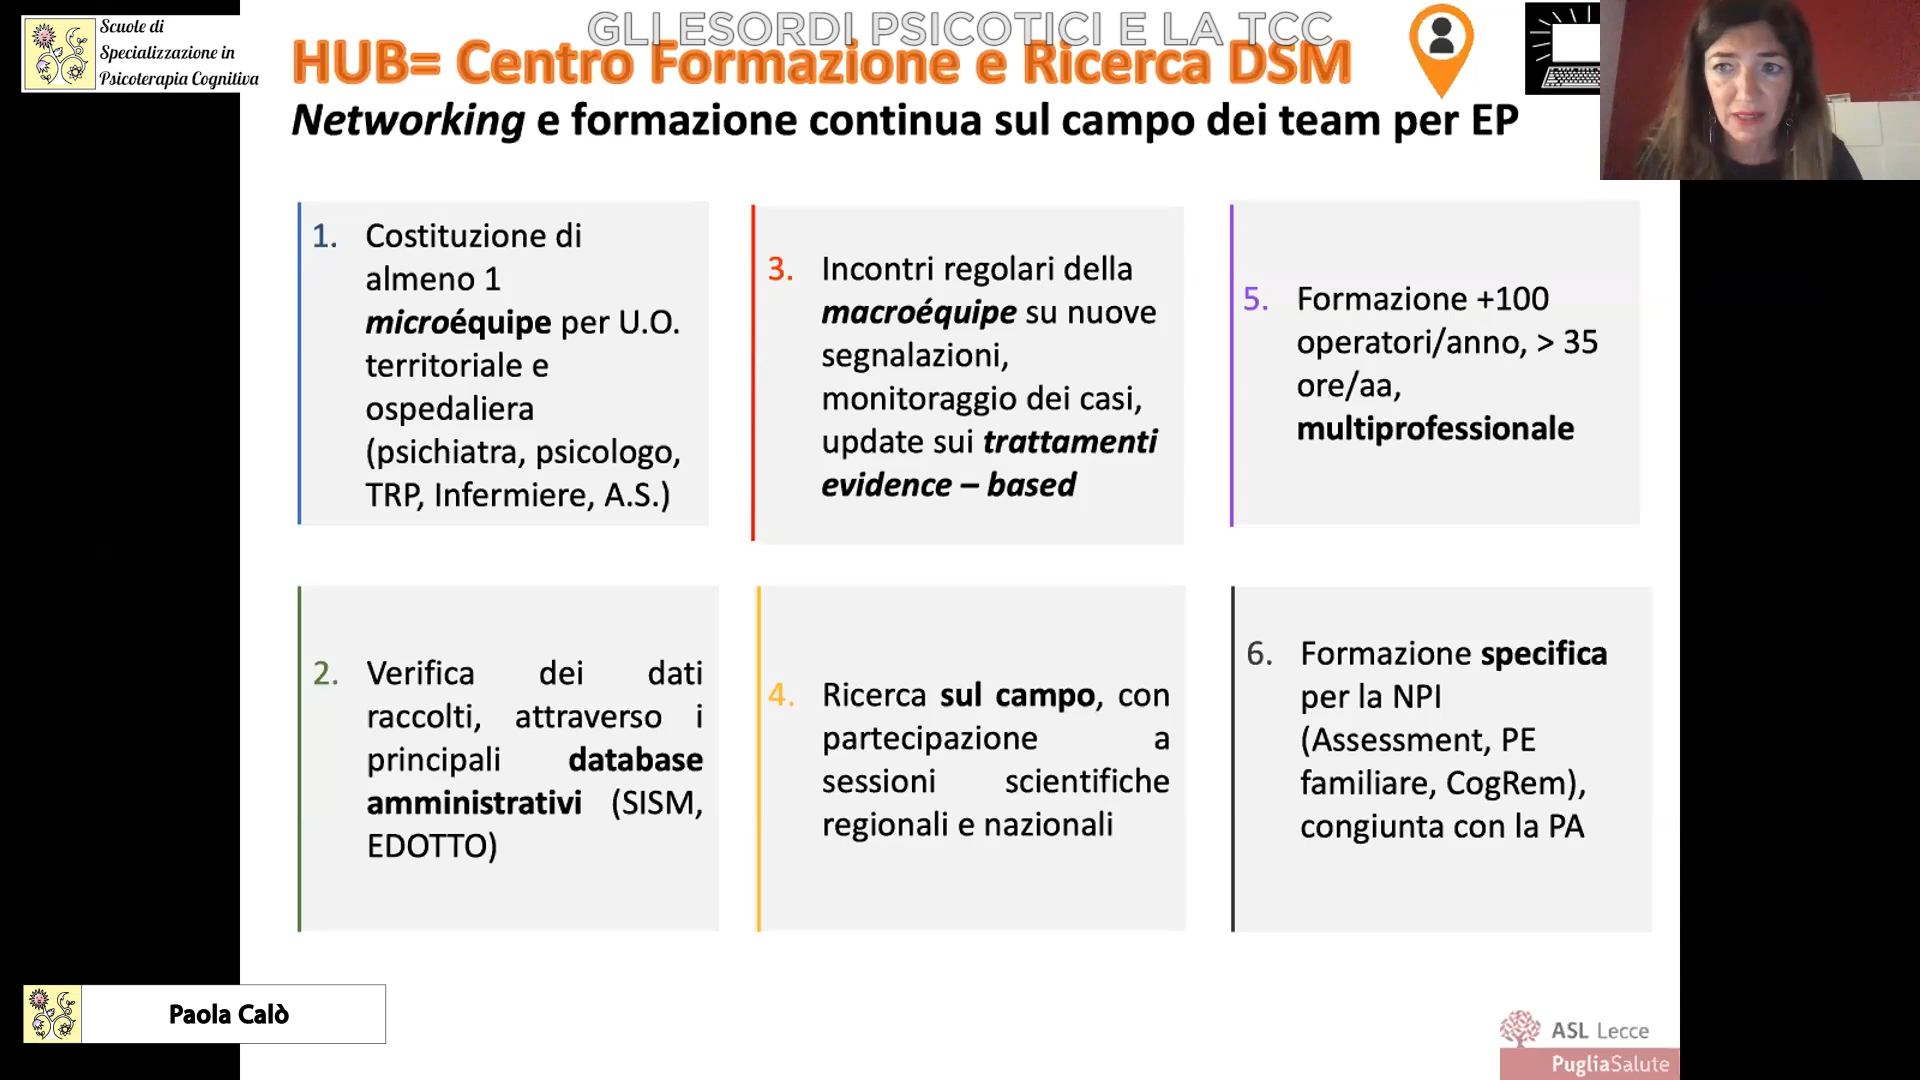 Scuole di
Specializzazione in
Psicoterapia Cognitiva
GLI ESORDI PSICOTICI E LA TCC
HUB= Centro Formazione e Ricerca DSM
Networking e formazione continua sul campo dei team per EP
1. Costituzione di
almeno 1
microéquipe per U.O.
territoriale e
ospedaliera
(psichiatra, psicologo,
TRP, Infermiere, A.S.)
2. Verifica dei dati
raccolti, attraverso i
principali database
amministrativi (SISM,
EDOTTO)
3. Incontri regolari della
macroéquipe su nuove
segnalazioni,
monitoraggio dei casi,
update sui trattamenti
evidence – based
4. Ricerca sul campo, con
partecipazione a
sessioni scientifiche
regionali e nazionali
5. Formazione +100
operatori/anno, > 35
ore/aa,
multiprofessionale
6. Formazione specifica
per la NPI
(Assessment, PE
familiare, CogRem),
congiunta con la PA
Paola Calò
ASL Lecce
PugliaSalute